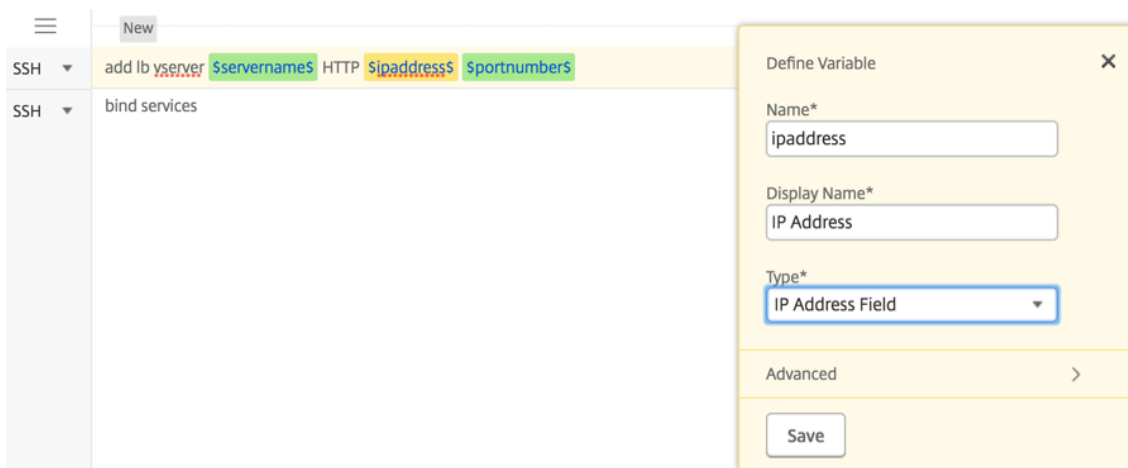 New
SSH add lb vserver $servername$ HTTP $ipaddress$ $portnumber$
SSH bind services
Define Variable
Name*
ipaddress
Display Name*
IP Address
Type*
IP Address Field
Advanced
Save